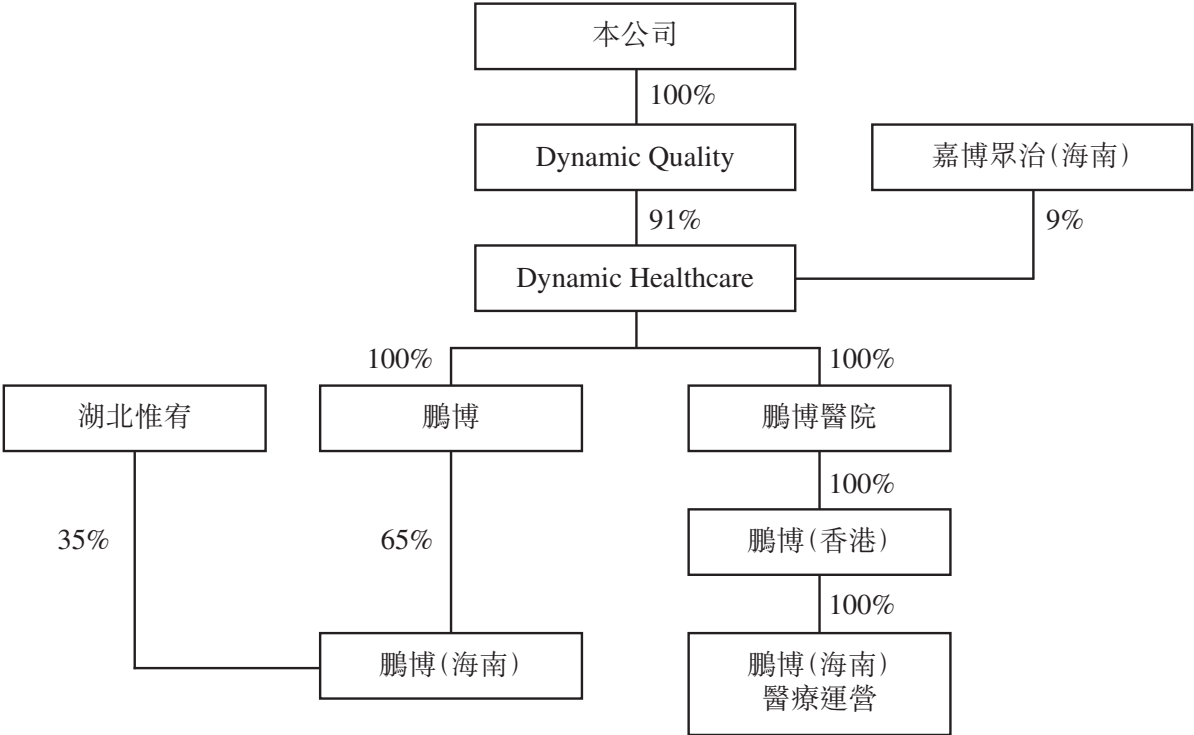 本公司
100%
Dynamic Quality
嘉博眾治(海南)
91%
9%
Dynamic Healthcare
100%
100%
湖北惟宥
鵬博
鵬博醫院
100%
35%
65%
鵬博(香港)
100%
鵬博(海南)
鵬博(海南)
醫療運營